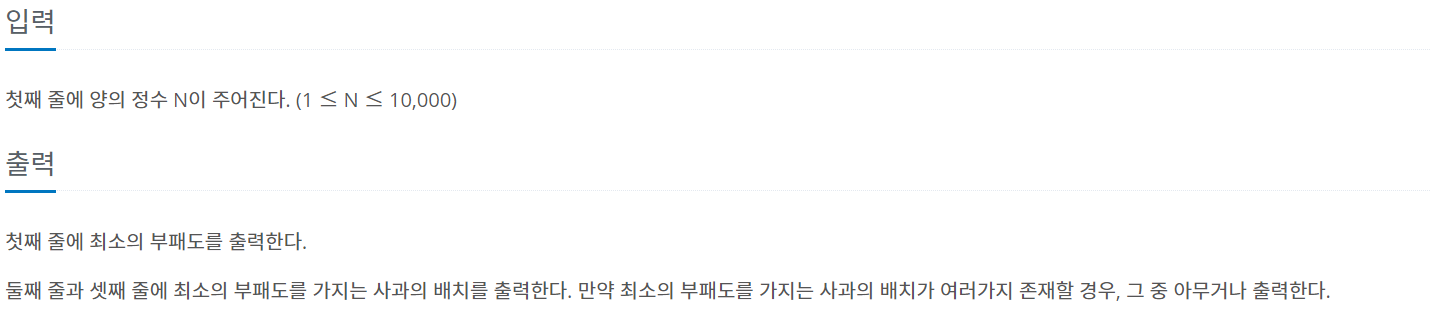 입력
첫째 줄에 양의 정수 N이 주어진다. (1 ≤ N ≤ 10,000)
출력
첫째 줄에 최소의 부패도를 출력한다.
둘째 줄과 셋째 줄에 최소의 부패도를 가지는 사과의 배치를 출력한다. 만약 최소의 부패도를 가지는 사과의 배치가 여러가지 존재할 경우, 그 중 아무거나 출력한다.